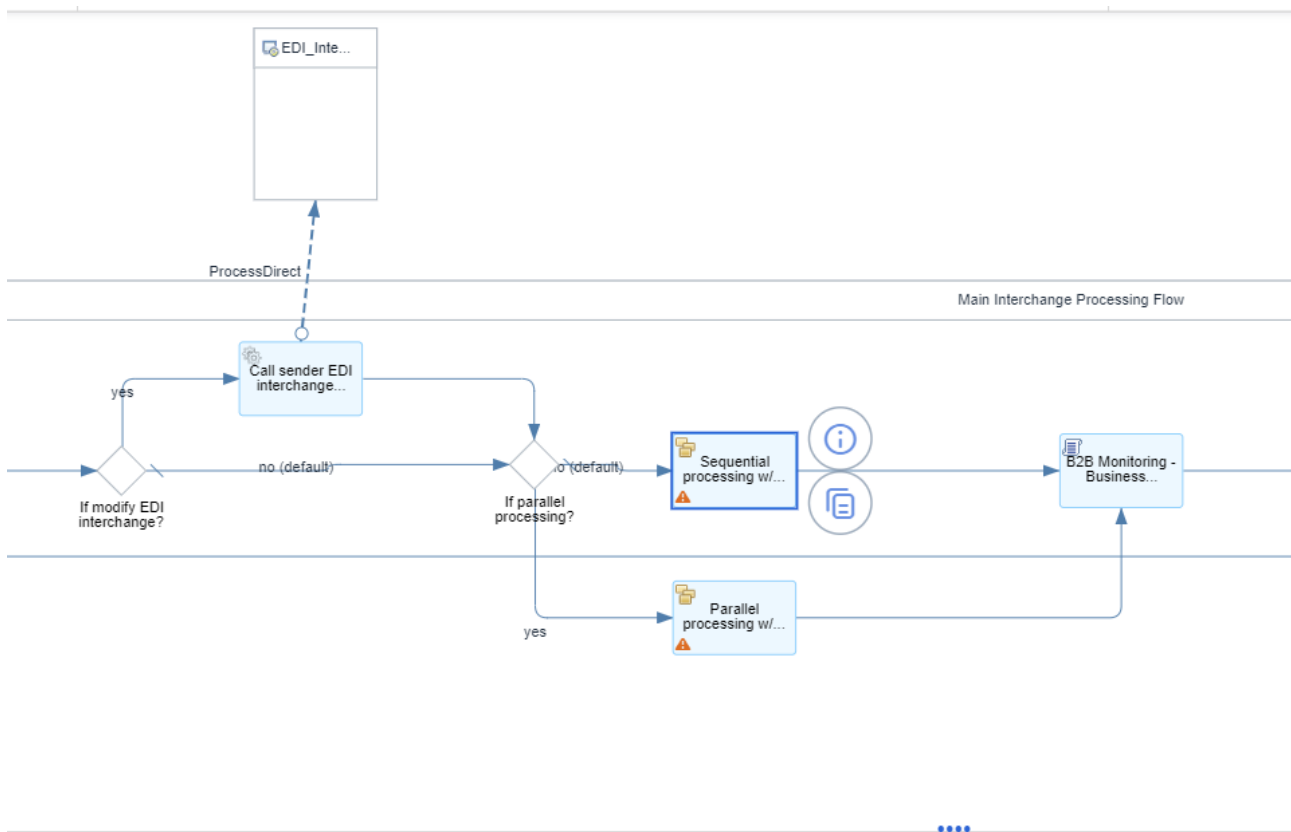 EDI_Inte...
ProcessDirect
Main Interchange Processing Flow
Call sender EDI
interchange...
yes
no (default)
If modify EDI
interchange?
If parallel
processing?
o (default)
Sequential
processing w/...
B2B Monitoring -
Business...
Parallel
processing w/...
yes